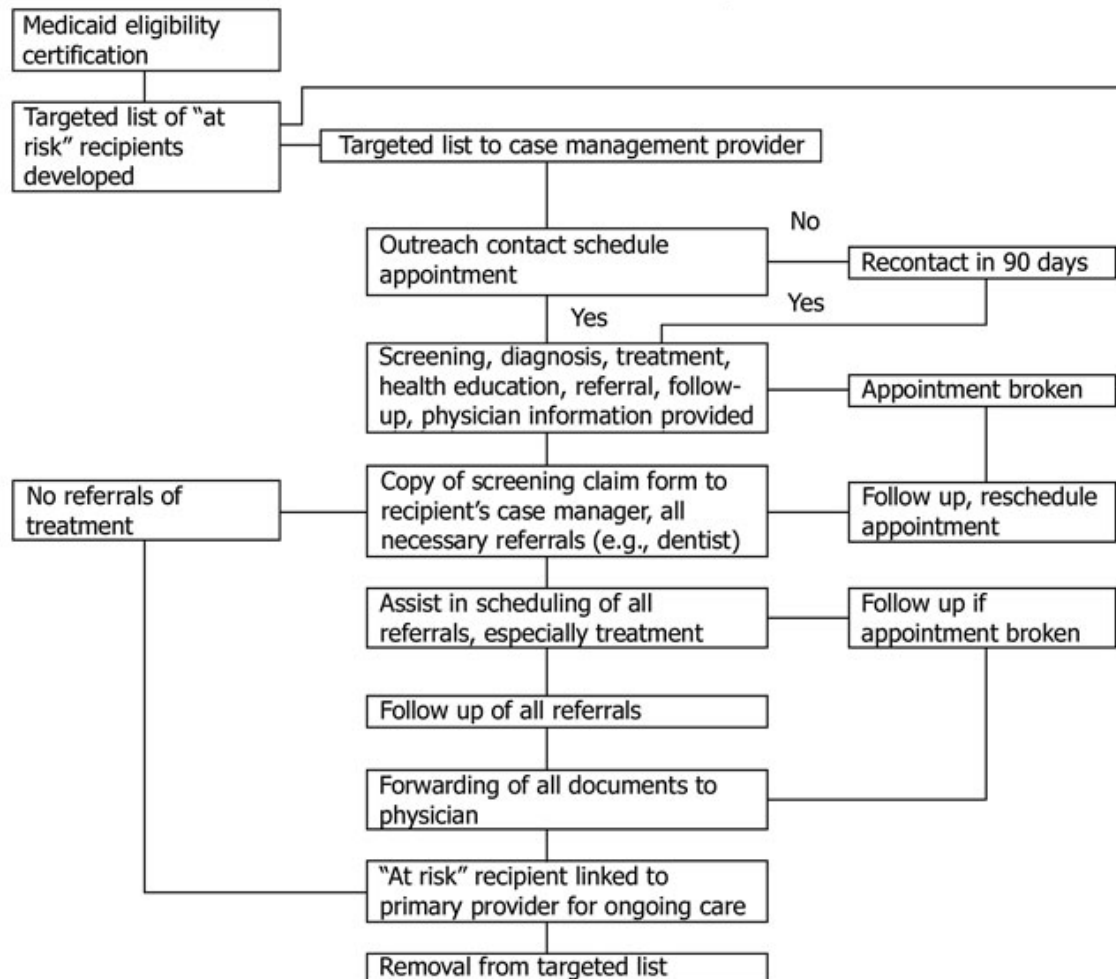 Medicaid eligibility
certification
Targeted list of “at
risk” recipients
developed
Targeted list to case management provider
No
Outreach contact schedule
appointment
Recontact in 90 days
Yes
Yes
Screening, diagnosis, treatment,
health education, referral, follow-
up, physician information provided
Appointment broken
No referrals of
treatment
Copy of screening claim form to
recipient’s case manager, all
necessary referrals (e.g., dentist)
Follow up, reschedule
appointment
Assist in scheduling of all
referrals, especially treatment
Follow up if
appointment broken
Follow up of all referrals
Forwarding of all documents to
physician
“At risk” recipient linked to
primary provider for ongoing care
Removal from targeted list